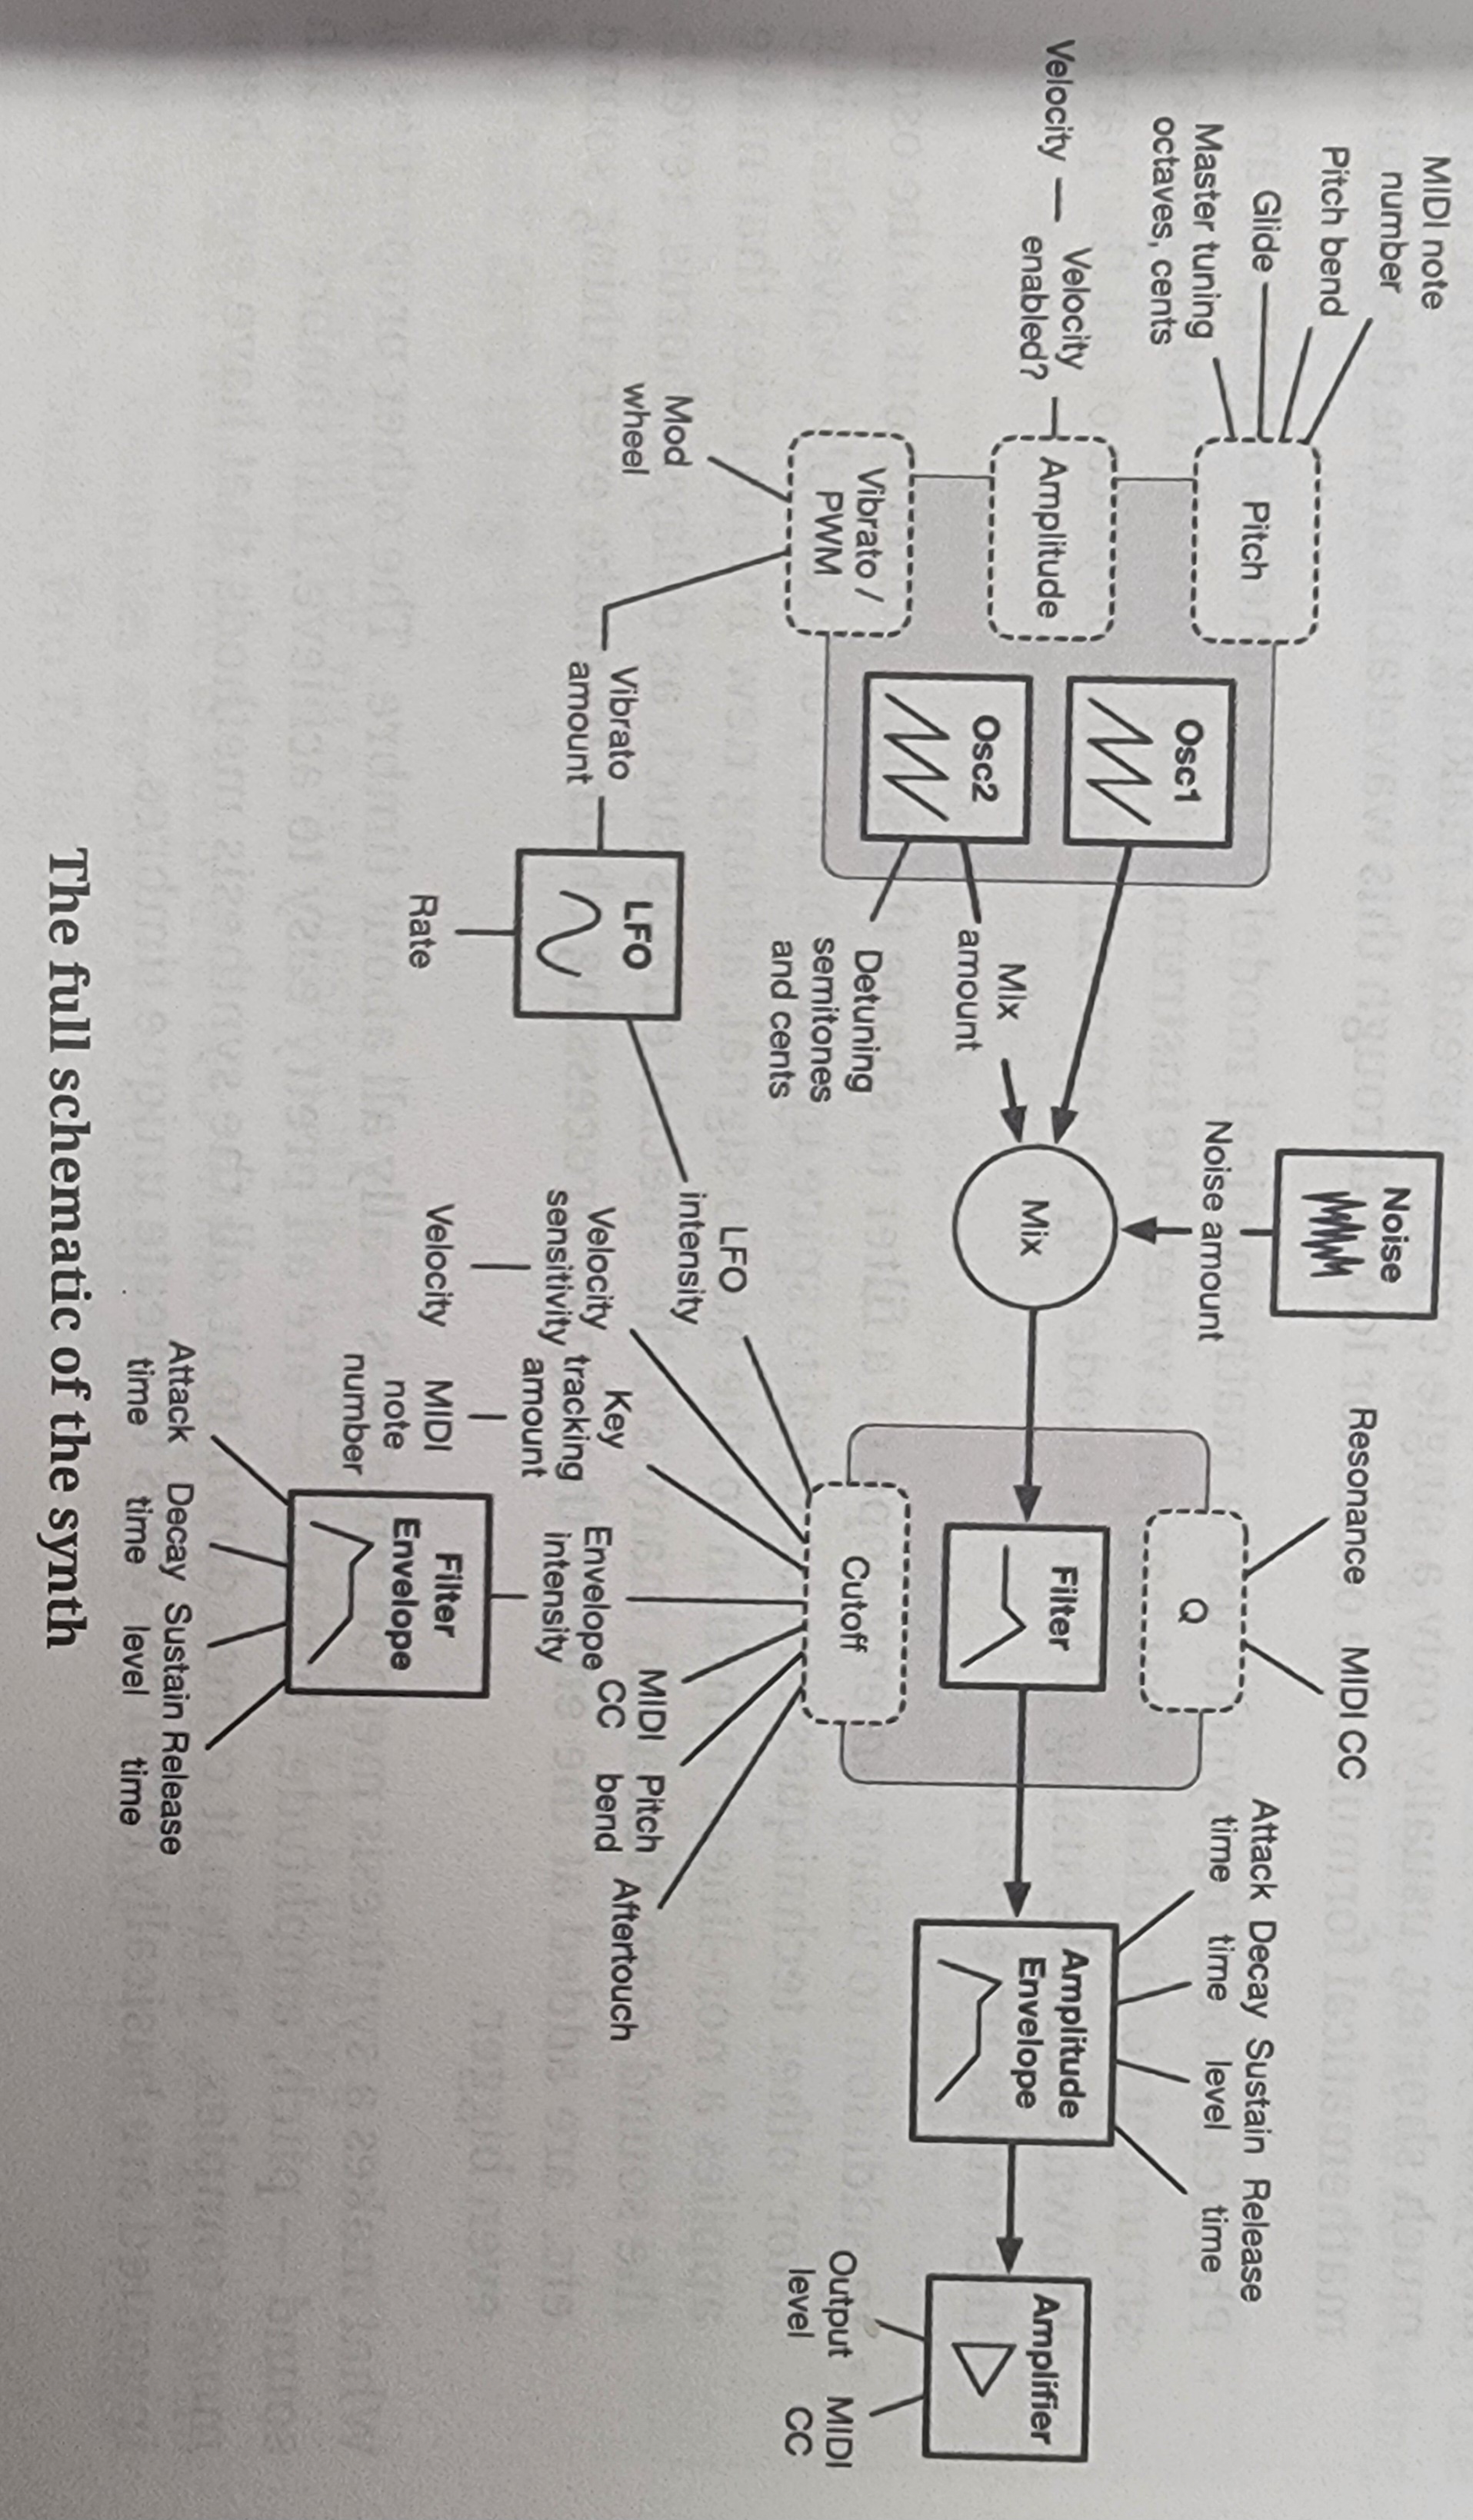 MIDI note
number
Pitch bend
Glide
Master tuning
octaves, cents
Pitch
Velocity
Velocity
enabled?
Amplitude
Vibrato /
PWM
Mod
wheel
Vibrato
amount
LFO
Rate
Osc1
Osc2
Mix
amount
Detuning
semitones
and cents
Noise
Noise amount
Mix
Resonance
MIDI CC
Q
Filter
Cutoff
LFO
intensity
Velocity
sensitivity
Velocity
Key
tracking
amount
MIDI
note
number
Envelope
intensity
MIDI
CC
Pitch
bend
Aftertouch
Filter
Envelope
Attack
time
Decay
time
Sustain
level
Release
time
Attack
time
Decay
time
Sustain
level
Release
time
Amplitude
Envelope
Amplifier
Output
level
MIDI
CC
The full schematic of the synth